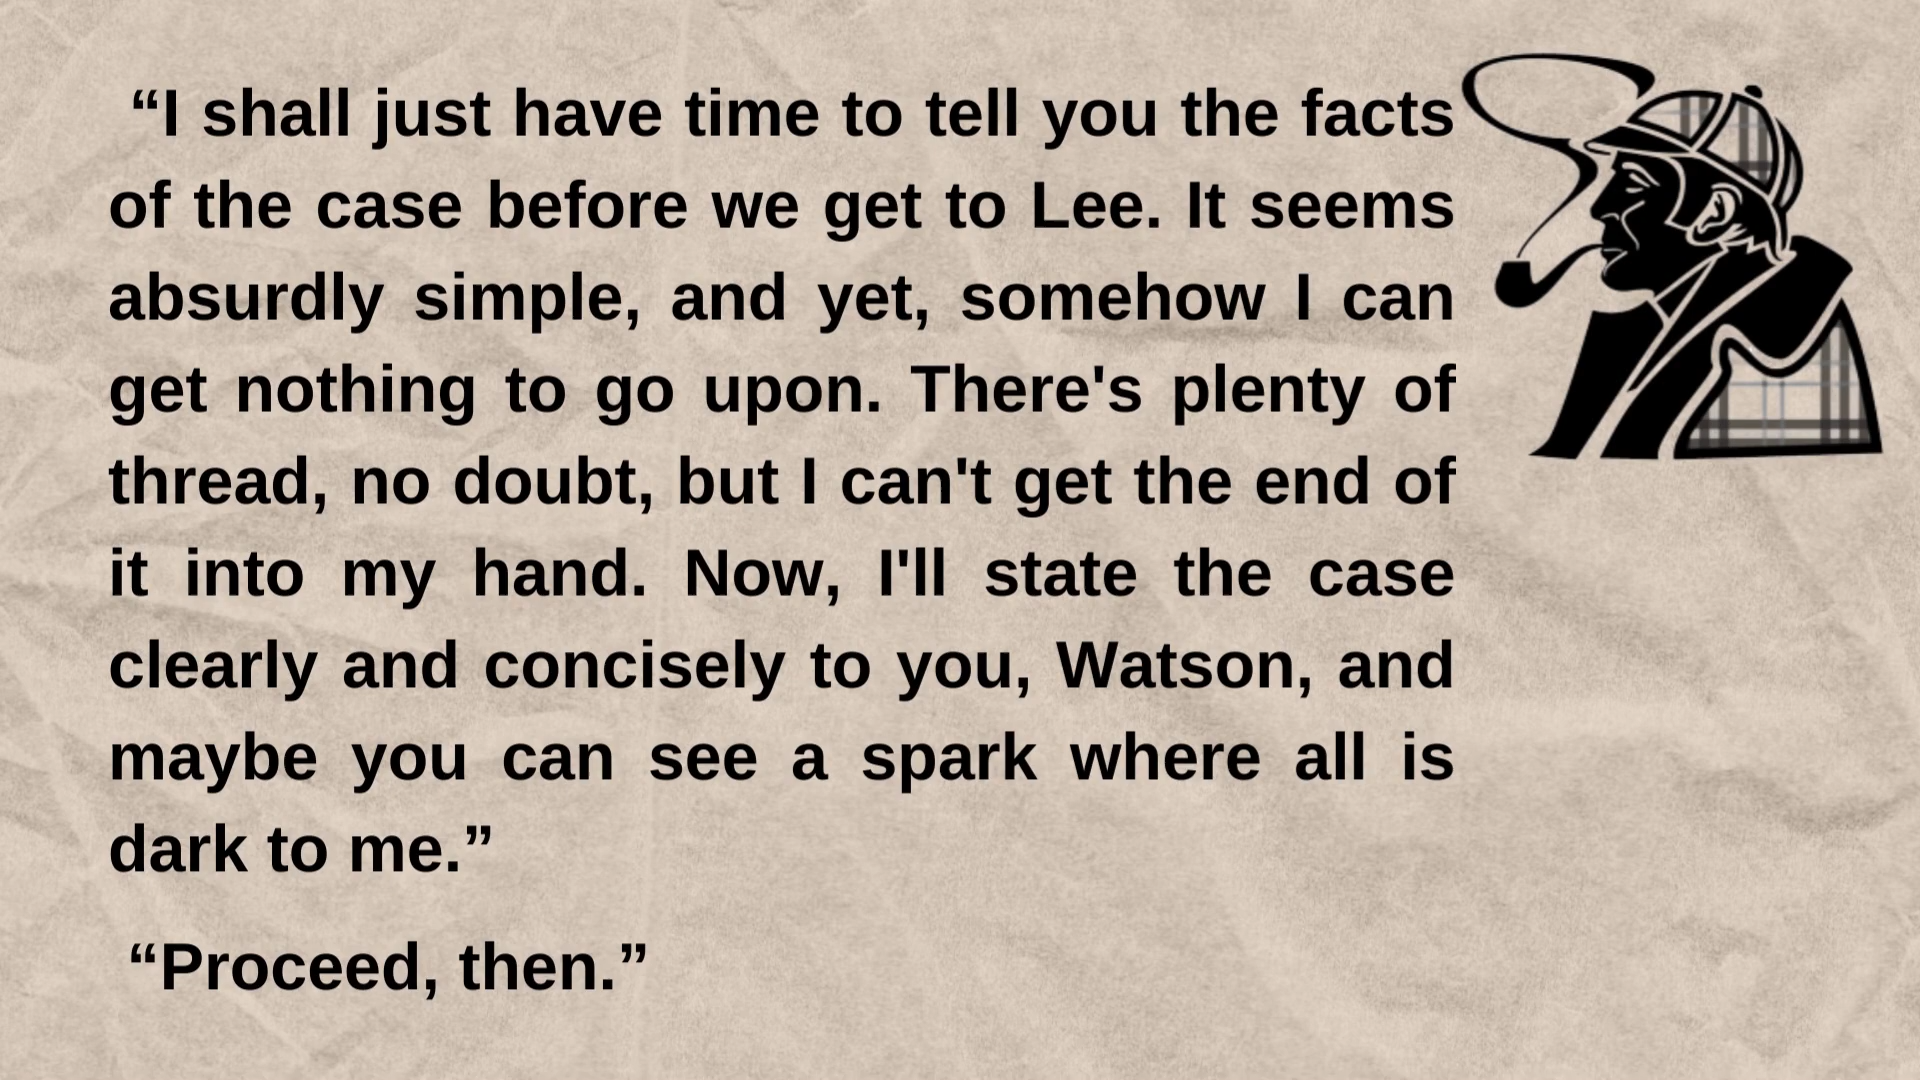 “I shall just have time to tell you the facts
of the case before we get to Lee. It seems
absurdly simple, and yet, somehow I can
get nothing to go upon. There's plenty of
thread, no doubt, but I can't get the end of
it into my hand. Now, I'll state the case
clearly and concisely to you, Watson, and
maybe you can see a spark where all is
dark to me.”
“Proceed, then.”